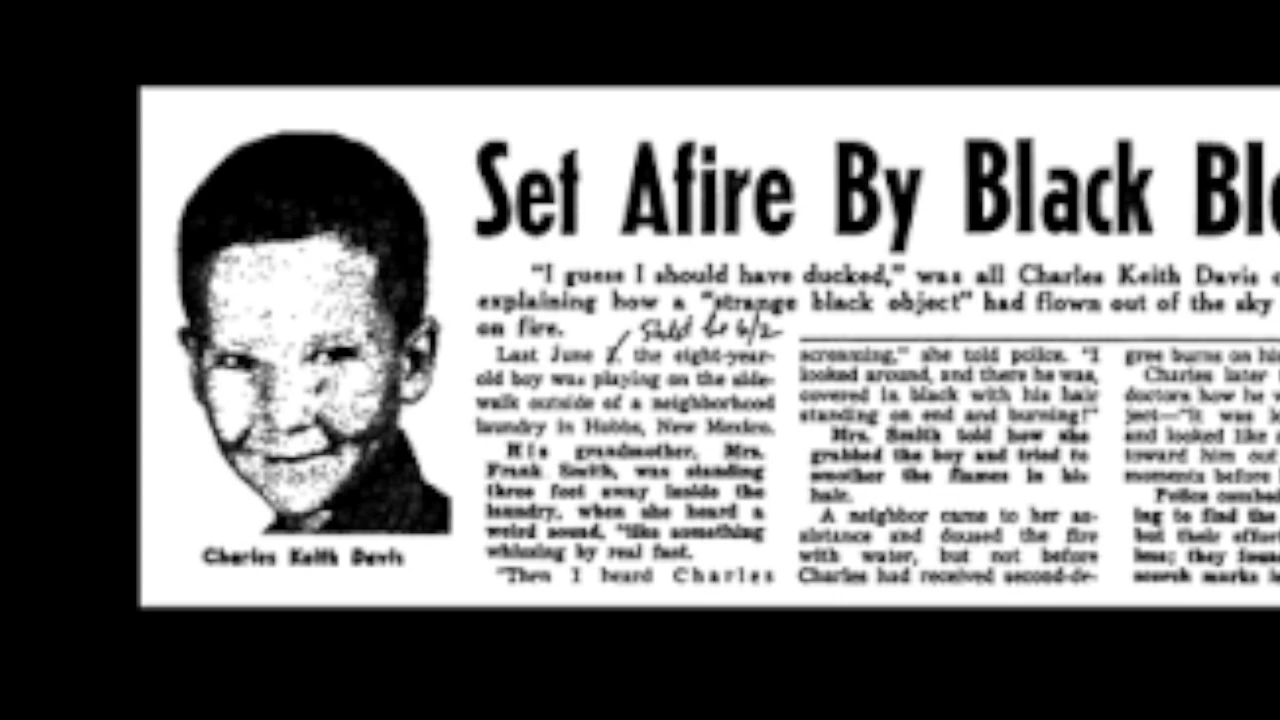 Set Afire By Black Bl
"I guess I should have ducked," was all Charles Keith Davis
explaining how a "strange black object" had flown out of the sky
on fire.
Last June the eight-year-
old boy was playing on the side-
walk outside of a neighborhood
laundry in Hobbs, New Mexico.
His grandmother, Mrs.
Frank Smith, was standing
three feet away inside the
laundry, when she heard a
weird sound, "like something
whizzing by real fast.
"Then I heard Charles
screaming," she told police. "I
looked around, and there he was,
covered in black with his hair
standing on end and burning!"
Mrs. Smith told how she
grabbed the boy and tried to
smother the flames in his
hair.
A neighbor came to her as-
sistance and doused the fire
with water, but not before
Charles had received second-de-
gree burns on his
Charles later
doctors how he
ject—"It was
and looked like
toward him out
moments before
Police
ing to find the
but their effor
less; they foun
scorch marks
Charles Keith Davis